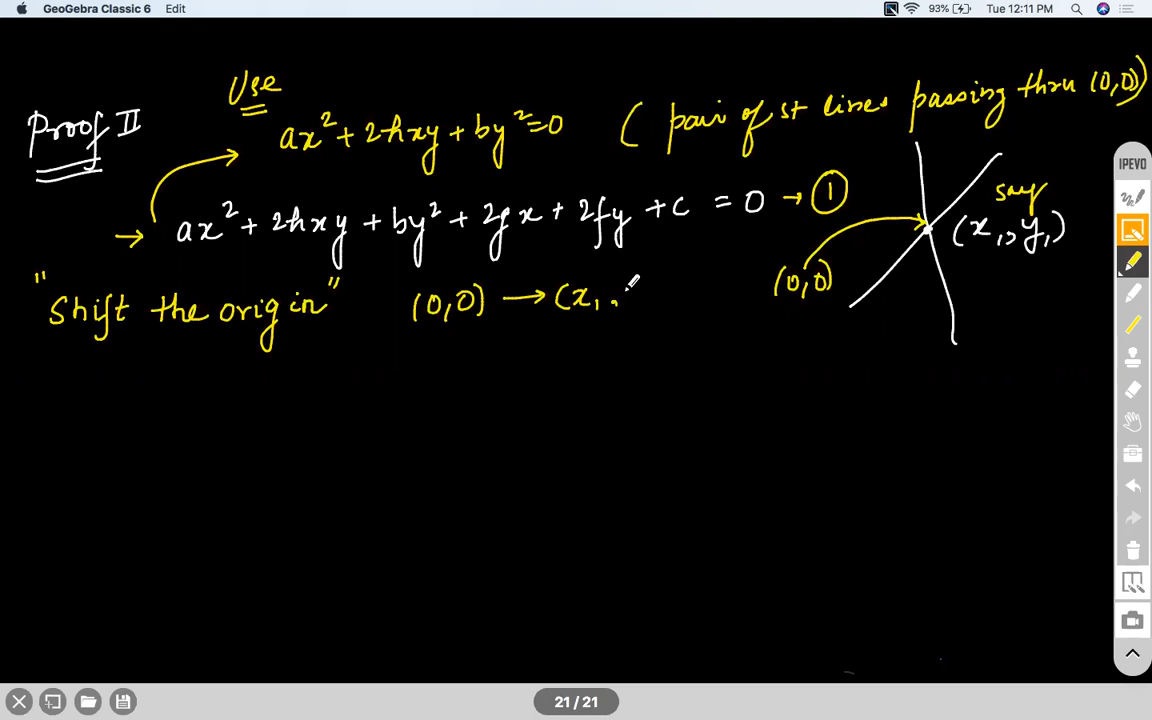 GeoGebra Classic 6 Edit 93% Tue 12:11 PM
Use
Proof II
ax²+2hxy+by²=0 ( pair of st lines passing thru (0,0))
ax²+2hxy+by²+2gx+2fy+c = 0 → ①
say
(x₁,y₁)
(0,0)
"Shift the origin" (0,0) → (x₁,
IPEVO
21 / 21